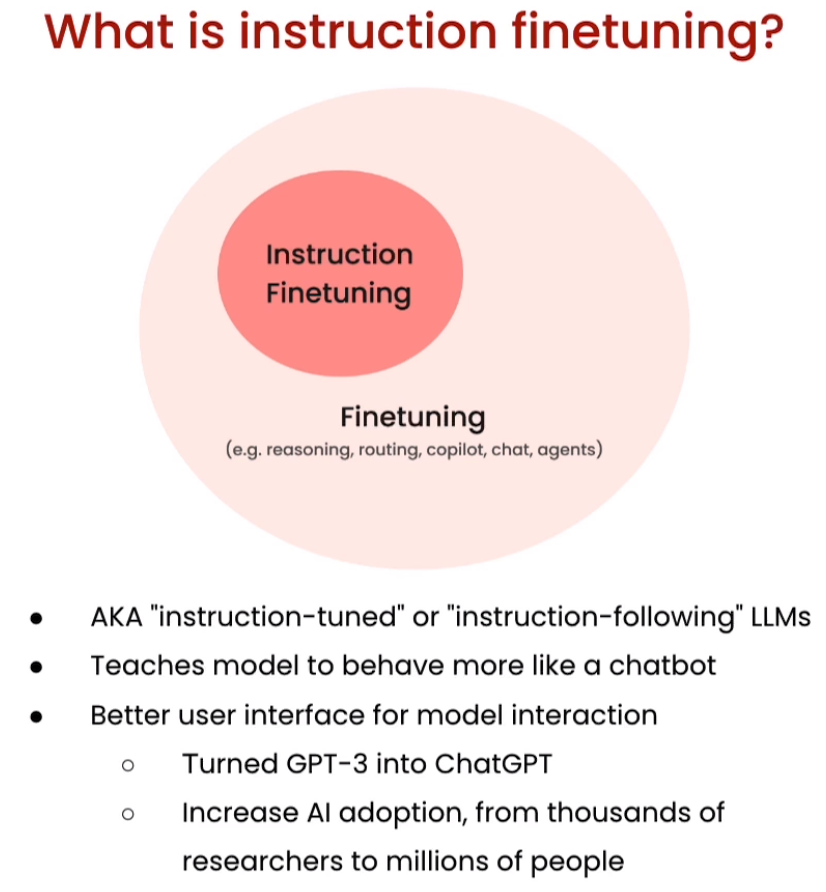 What is instruction finetuning?
Instruction
Finetuning
Finetuning
(e.g. reasoning, routing, copilot, chat, agents)
● AKA "instruction-tuned" or "instruction-following" LLMs
● Teaches model to behave more like a chatbot
● Better user interface for model interaction
○ Turned GPT-3 into ChatGPT
○ Increase AI adoption, from thousands of
researchers to millions of people